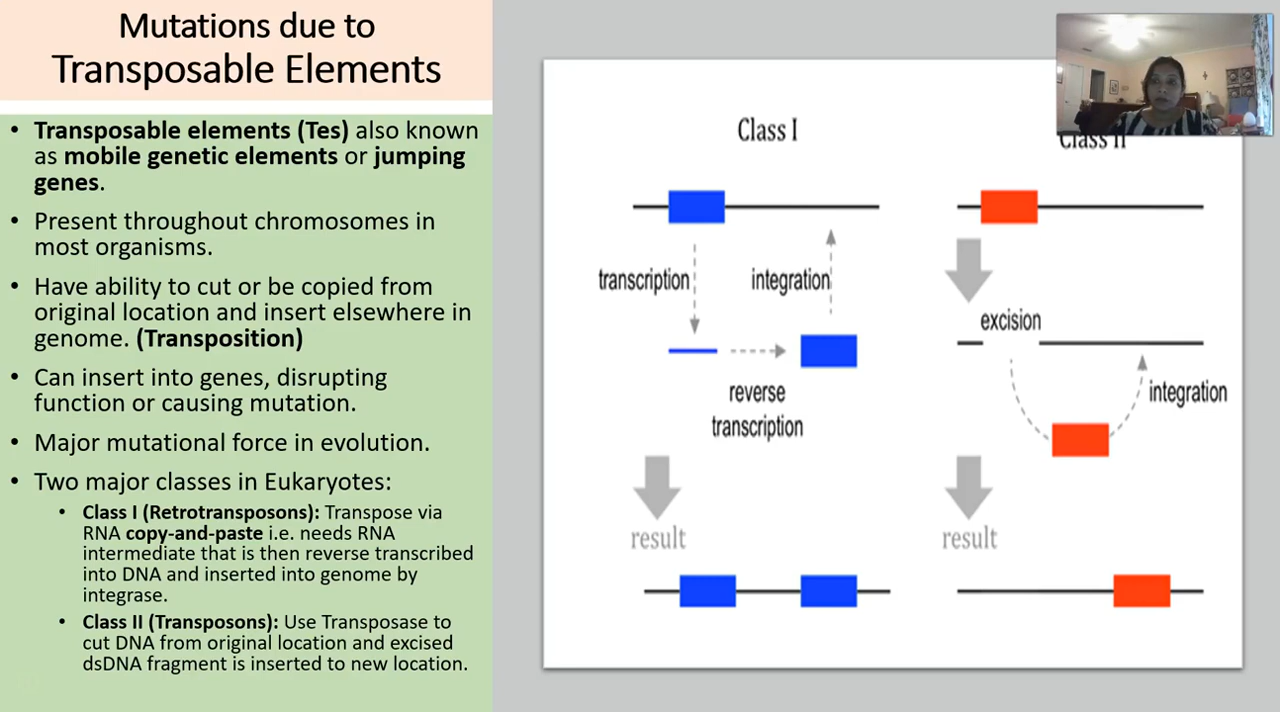 Mutations due to
Transposable Elements
• Transposable elements (Tes) also known
as mobile genetic elements or jumping
genes.
• Present throughout chromosomes in
most organisms.
• Have ability to cut or be copied from
original location and insert elsewhere in
genome. (Transposition)
• Can insert into genes, disrupting
function or causing mutation.
• Major mutational force in evolution.
• Two major classes in Eukaryotes:
• Class I (Retrotransposons): Transpose via
RNA copy-and-paste i.e. needs RNA
intermediate that is then reverse transcribed
into DNA and inserted into genome by
integrase.
• Class II (Transposons): Use Transposase to
cut DNA from original location and excised
dsDNA fragment is inserted to new location.
Class I
transcription
integration
reverse
transcription
result
Class II
excision
integration
result